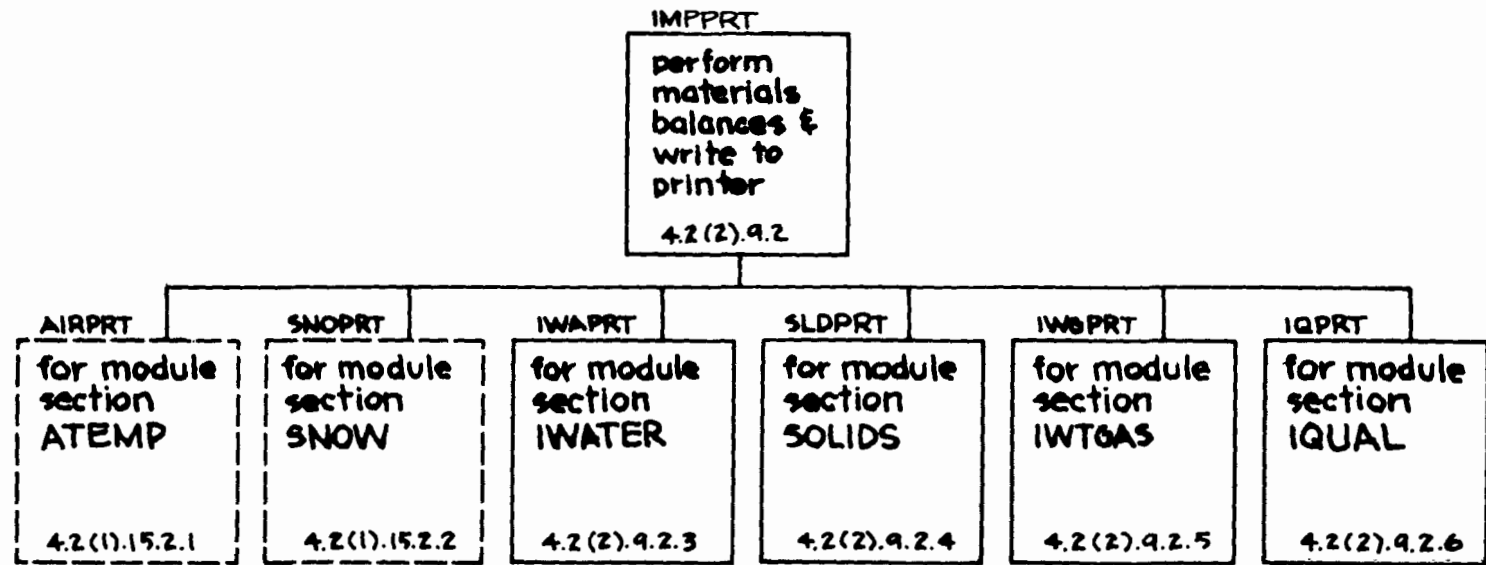 IMPPRT
perform
materials
balances &
write to
printer
4.2(2).9.2
AIRPRT
for module
section
ATEMP
4.2(1).15.2.1
SNOPRT
for module
section
SNOW
4.2(1).15.2.2
IWAPRT
for module
section
IWATER
4.2(2).9.2.3
SLDPRT
for module
section
SOLIDS
4.2(2).9.2.4
IWGPRT
for module
section
IWTGAS
4.2(2).9.2.5
IQPRT
for module
section
IQUAL
4.2(2).9.2.6